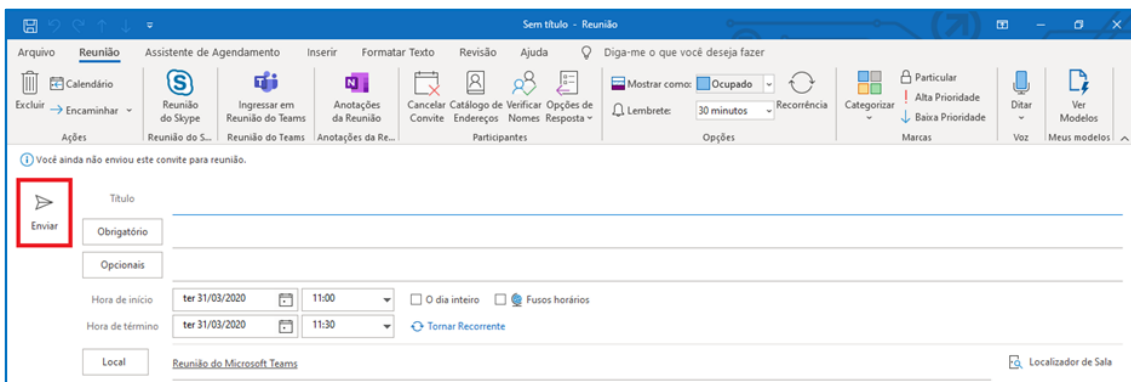 Sem título - Reunião
Arquivo Reunião Assistente de Agendamento Inserir Formatar Texto Revisão Ajuda Diga-me o que você deseja fazer
Excluir
Calendário
Encaminhar
Ações
Reunião
do Skype
Reunião do S...
Ingressar em
Reunião do Teams
Reunião do Teams
Anotações
da Reunião
Anotações da Re...
Cancelar
Convite
Catálogo de
Endereços
Verificar
Nomes
Opções de
Resposta
Participantes
Mostrar como: Ocupado
Lembrete: 30 minutos
Recorrência
Opções
Categorizar
Particular
Alta Prioridade
Baixa Prioridade
Marcas
Ditar
Voz
Ver
Modelos
Meus modelos
Você ainda não enviou este convite para reunião.
Enviar
Título
Obrigatório
Opcionais
Hora de início ter 31/03/2020 11:00 O dia inteiro Fusos horários
Hora de término ter 31/03/2020 11:30 Tornar Recorrente
Local Reunião do Microsoft Teams Localizador de Sala